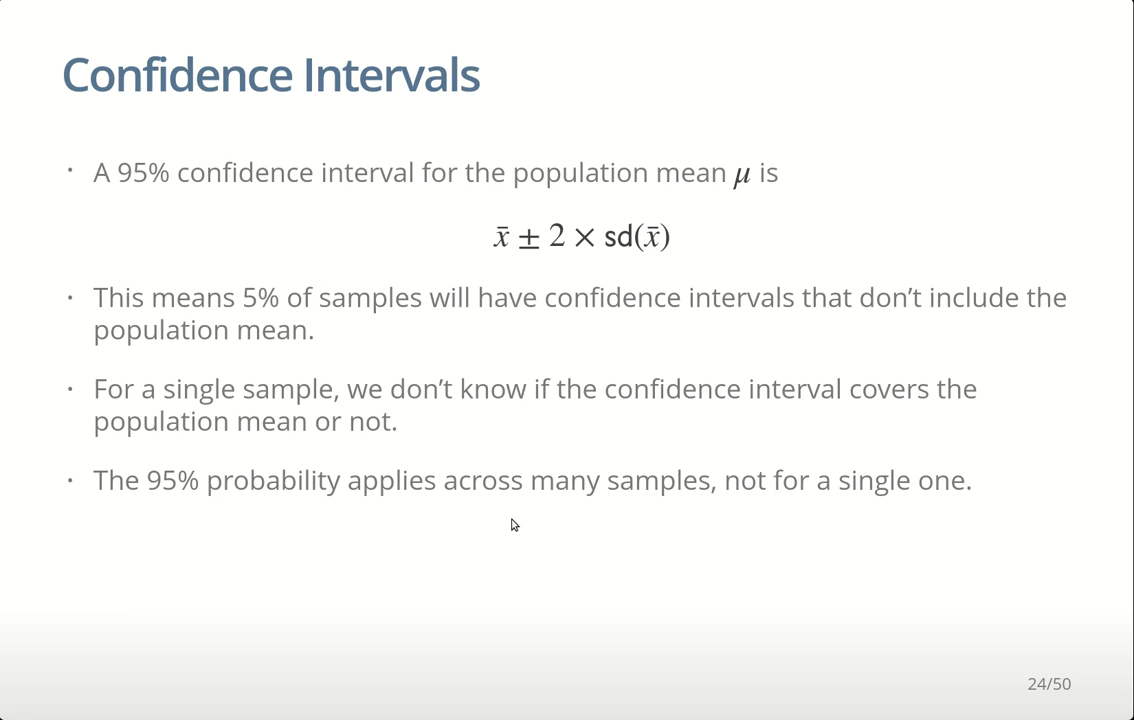 Confidence Intervals
· A 95% confidence interval for the population mean μ is
x̄ ± 2 × sd(x̄)
· This means 5% of samples will have confidence intervals that don’t include the
population mean.
· For a single sample, we don’t know if the confidence interval covers the
population mean or not.
· The 95% probability applies across many samples, not for a single one.
24/50